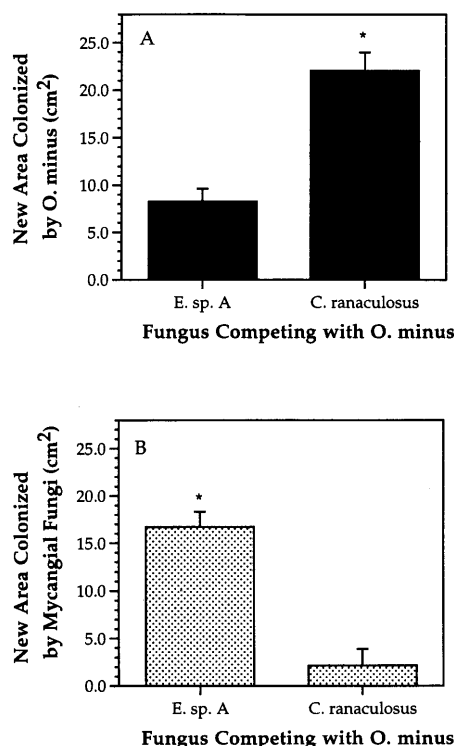 A
*
25.0
20.0
15.0
10.0
5.0
0.0
New Area Colonized
by O. minus (cm2)
E. sp. A C. ranaculosus
Fungus Competing with O. minus
B
*
25.0
20.0
15.0
10.0
5.0
0.0
New Area Colonized
by Mycangial Fungi (cm2)
E. sp. A C. ranaculosus
Fungus Competing with O. minus